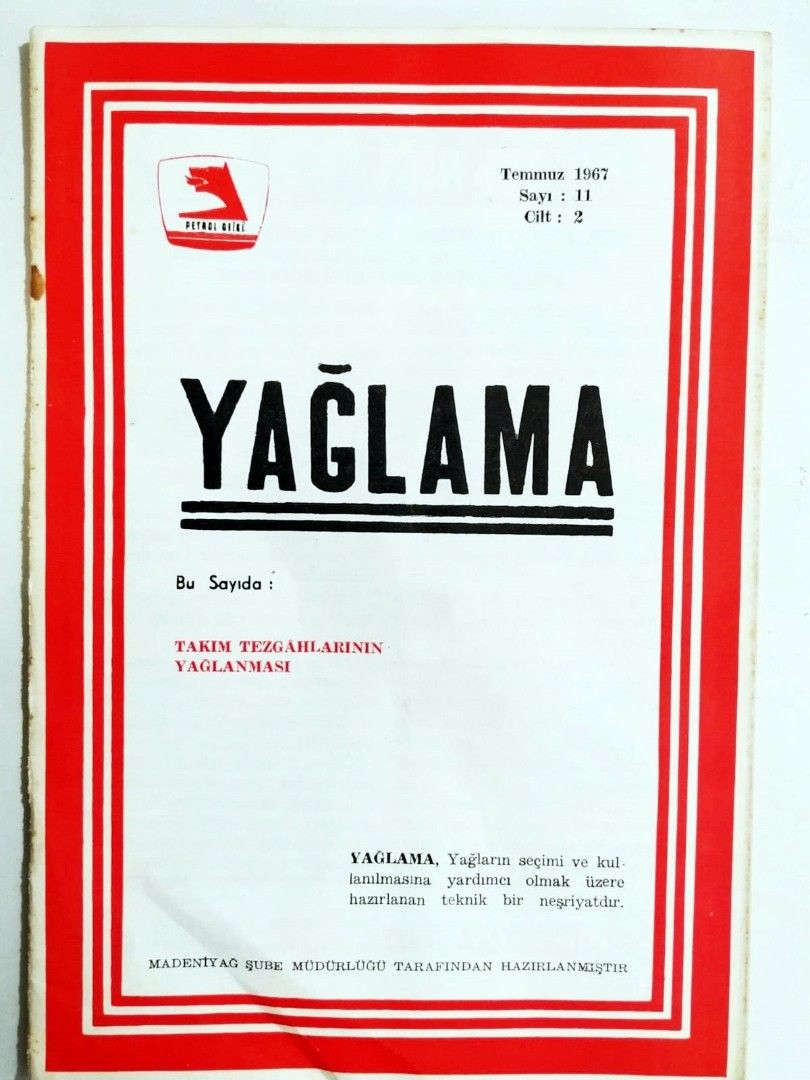 PETROL OFİSİ
Temmuz 1967
Sayı : 11
Cilt : 2
YAĞLAMA
Bu Sayıda :
TAKIM TEZGÂHLARININ
YAĞLANMASI
YAĞLAMA, Yağların seçimi ve kul-
lanılmasına yardımcı olmak üzere
hazırlanan teknik bir neşriyatdır.
MADENİYAĞ ŞUBE MÜDÜRLÜĞÜ TARAFINDAN HAZIRLANMIŞTIR